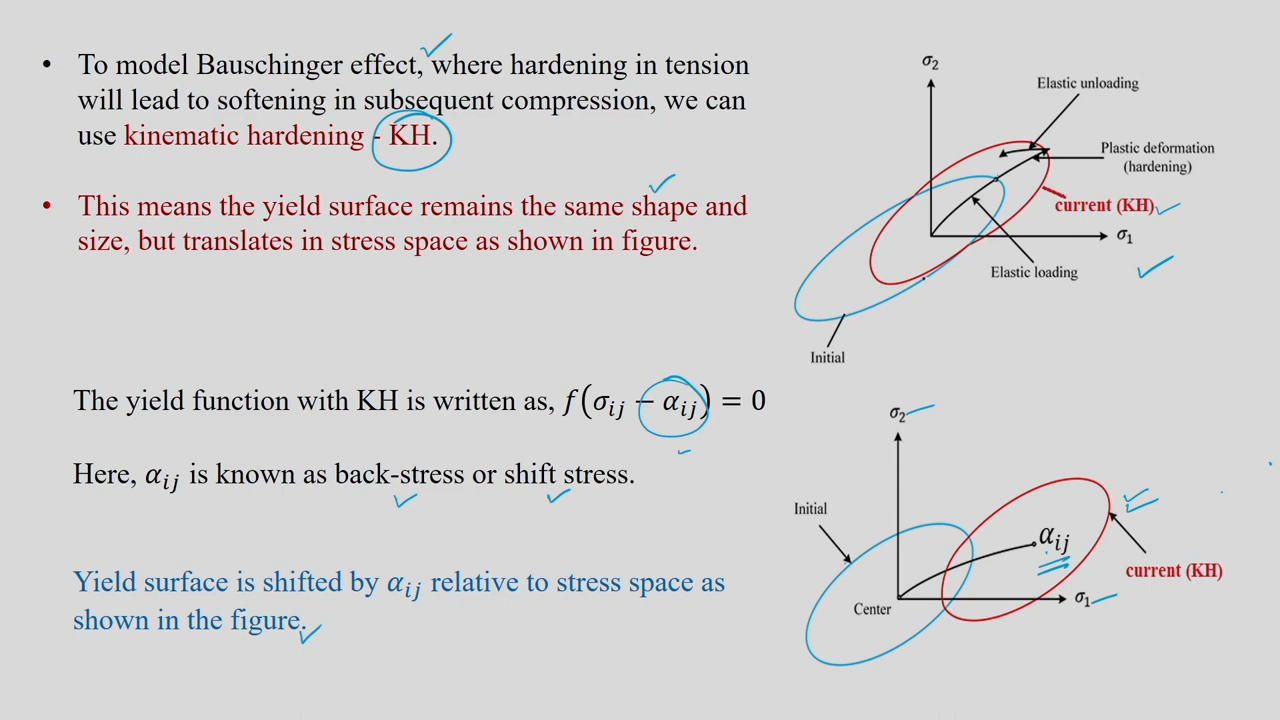 • To model Bauschinger effect, where hardening in tension
will lead to softening in subsequent compression, we can
use kinematic hardening - KH.
• This means the yield surface remains the same shape and
size, but translates in stress space as shown in figure.
The yield function with KH is written as, f(σij − αij) = 0
Here, αij is known as back-stress or shift stress.
Yield surface is shifted by αij relative to stress space as
shown in the figure.
σ2
Elastic unloading
Plastic deformation
(hardening)
current (KH)
σ1
Elastic loading
Initial
σ2
Initial
αij
current (KH)
σ1
Center